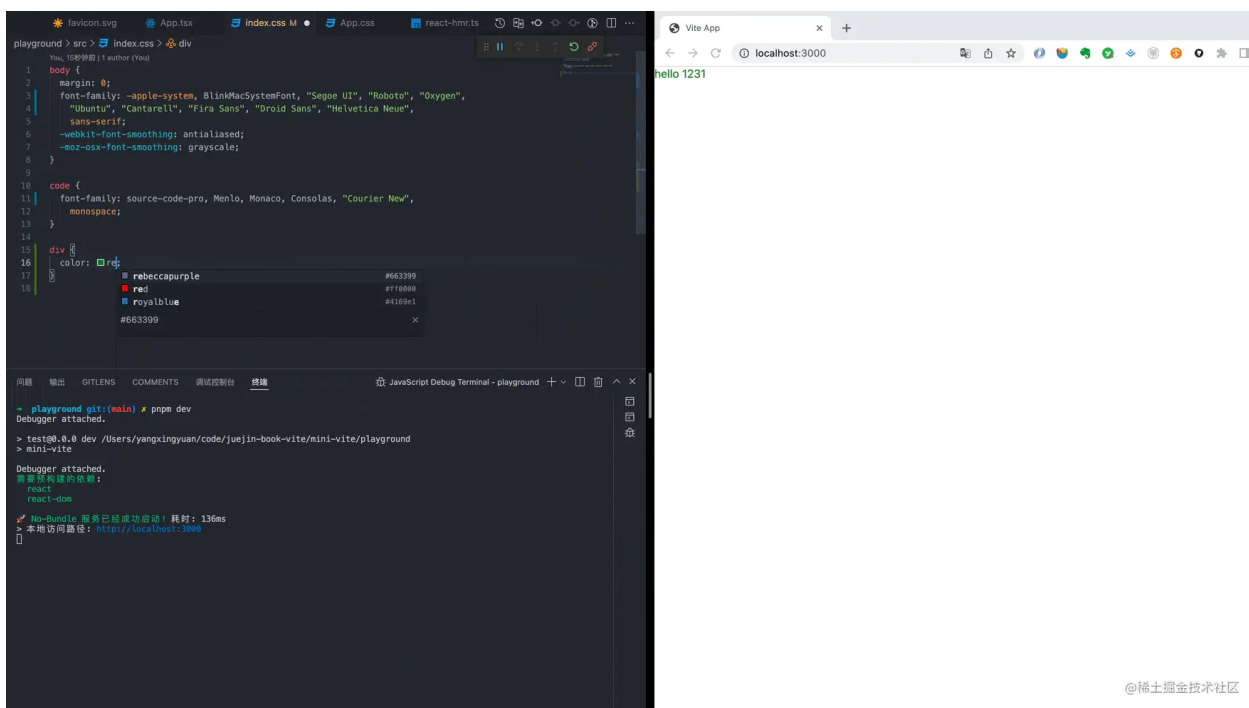 favicon.svg App.tsx index.css M App.css react-hmr.ts
playground > src > index.css > div
You, 15秒钟前 | 1 author (You)
1 body {
2 margin: 0;
3 font-family: -apple-system, BlinkMacSystemFont, "Segoe UI", "Roboto", "Oxygen",
4 "Ubuntu", "Cantarell", "Fira Sans", "Droid Sans", "Helvetica Neue",
5 sans-serif;
6 -webkit-font-smoothing: antialiased;
7 -moz-osx-font-smoothing: grayscale;
8 }
9
10 code {
11 font-family: source-code-pro, Menlo, Monaco, Consolas, "Courier New",
12 monospace;
13 }
14
15 div {
16 color: re;
17 }
18
rebeccapurple #663399
red #ff0000
royalblue #4169e1
#663399
问题 输出 GITLENS COMMENTS 调试控制台 终端 JavaScript Debug Terminal - playground
→ playground git:(main) ✗ pnpm dev
Debugger attached.
> test@0.0.0 dev /Users/yangxingyuan/code/juejin-book-vite/mini-vite/playground
> mini-vite
Debugger attached.
需要预构建的依赖:
react
react-dom
🚀 No-Bundle 服务已经成功启动! 耗时: 136ms
> 本地访问路径: http://localhost:3000
Vite App
localhost:3000
hello 1231
@稀土掘金技术社区